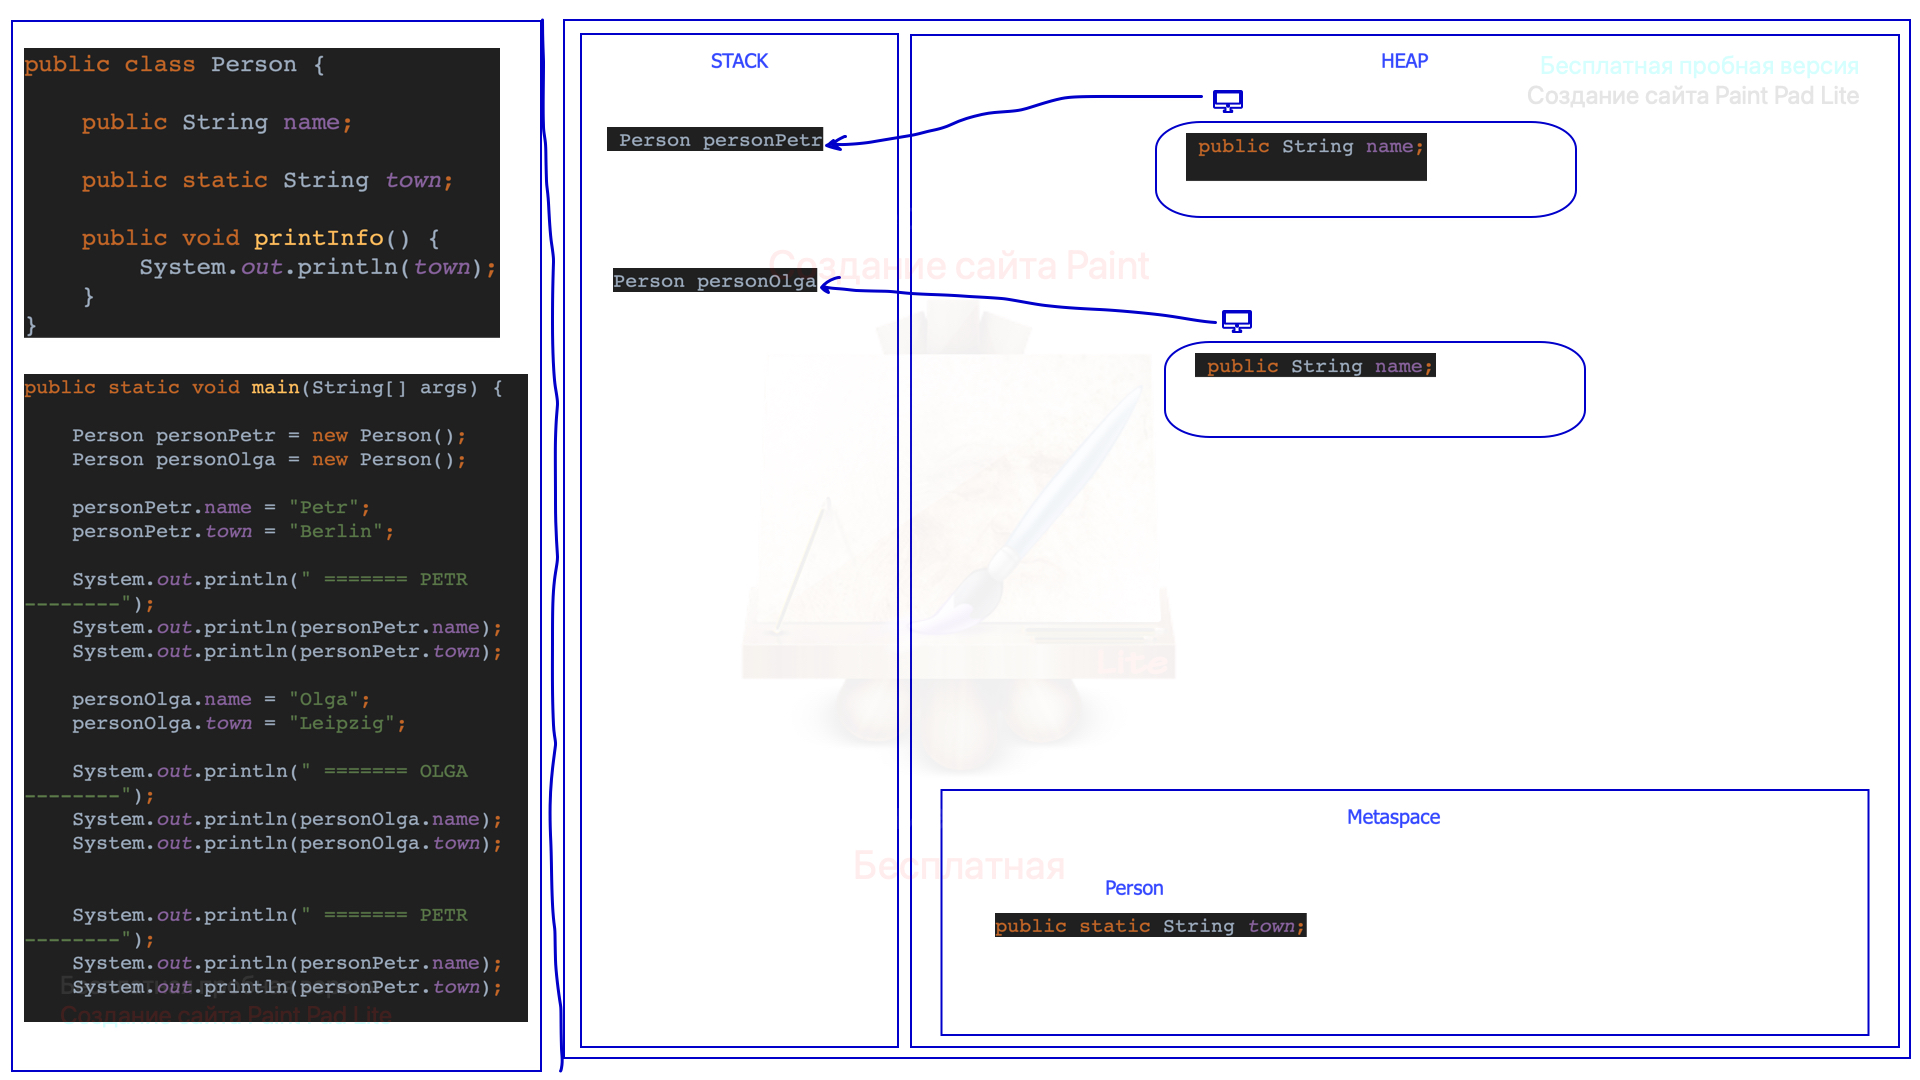 public class Person {
public String name;
public static String town;
public void printInfo() {
System.out.println(town);
}
}
public static void main(String[] args) {
Person personPetr = new Person();
Person personOlga = new Person();
personPetr.name = "Petr";
personPetr.town = "Berlin";
System.out.println(" ======= PETR
--------");
System.out.println(personPetr.name);
System.out.println(personPetr.town);
personOlga.name = "Olga";
personOlga.town = "Leipzig";
System.out.println(" ======= OLGA
--------");
System.out.println(personOlga.name);
System.out.println(personOlga.town);
System.out.println(" ======= PETR
--------");
System.out.println(personPetr.name);
System.out.println(personPetr.town);
Бесплатная пробная версия
Создание сайта Paint Pad Lite
STACK
Person personPetr
Person personOlga
HEAP
Бесплатная пробная версия
Создание сайта Paint Pad Lite
public String name;
Создание сайта Paint
public String name;
Lite
Бесплатная
Metaspace
Person
public static String town;